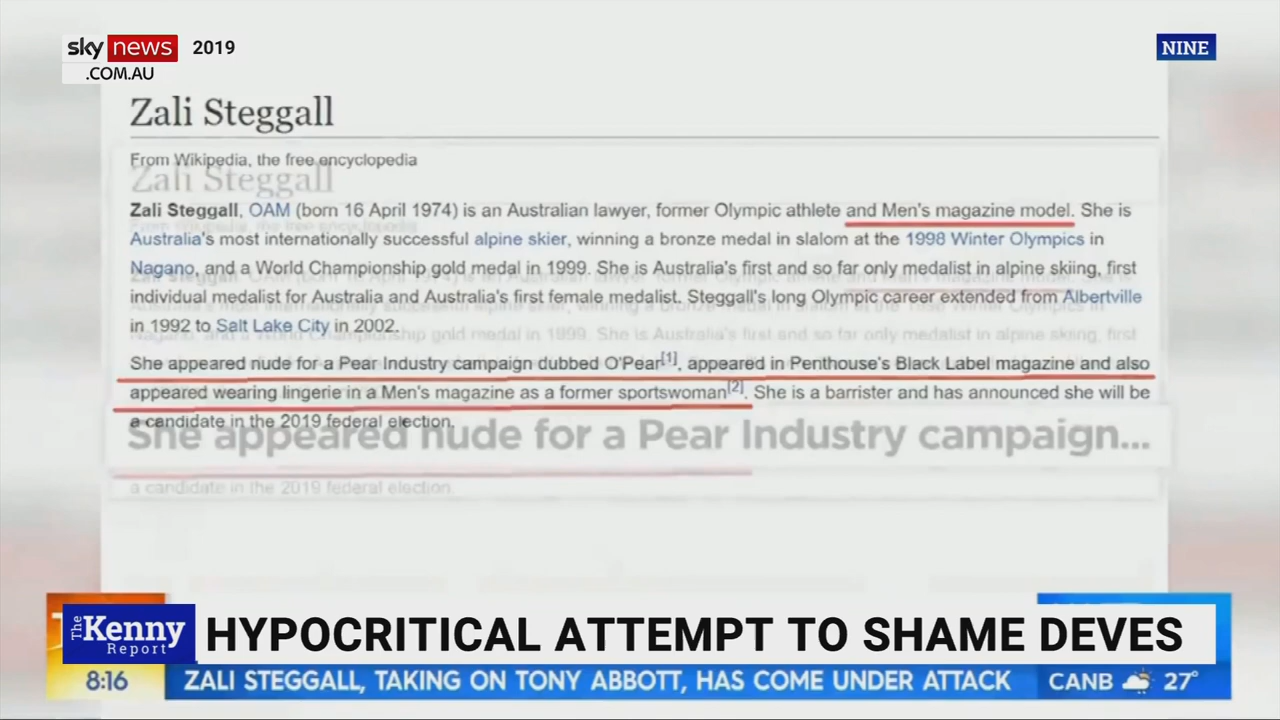 sky news 2019
.COM.AU
NINE
Zali Steggall
From Wikipedia, the free encyclopedia
Zali Steggall
Zali Steggall, OAM (born 16 April 1974) is an Australian lawyer, former Olympic athlete and Men's magazine model. She is
Australia's most internationally successful alpine skier, winning a bronze medal in slalom at the 1998 Winter Olympics in
Nagano, and a World Championship gold medal in 1999. She is Australia's first and so far only medalist in alpine skiing, first
individual medalist for Australia and Australia's first female medalist. Steggall's long Olympic career extended from Albertville
in 1992 to Salt Lake City in 2002.
She appeared nude for a Pear Industry campaign dubbed O'Pear[1], appeared in Penthouse's Black Label magazine and also
appeared wearing lingerie in a Men's magazine as a former sportswoman[2]. She is a barrister and has announced she will be
a candidate in the 2019 federal election.
She appeared nude for a Pear Industry campaign...
a candidate in the 2019 federal election.
The Kenny Report
HYPOCRITICAL ATTEMPT TO SHAME DEVES
8:16
ZALI STEGGALL, TAKING ON TONY ABBOTT, HAS COME UNDER ATTACK
CANB 27°